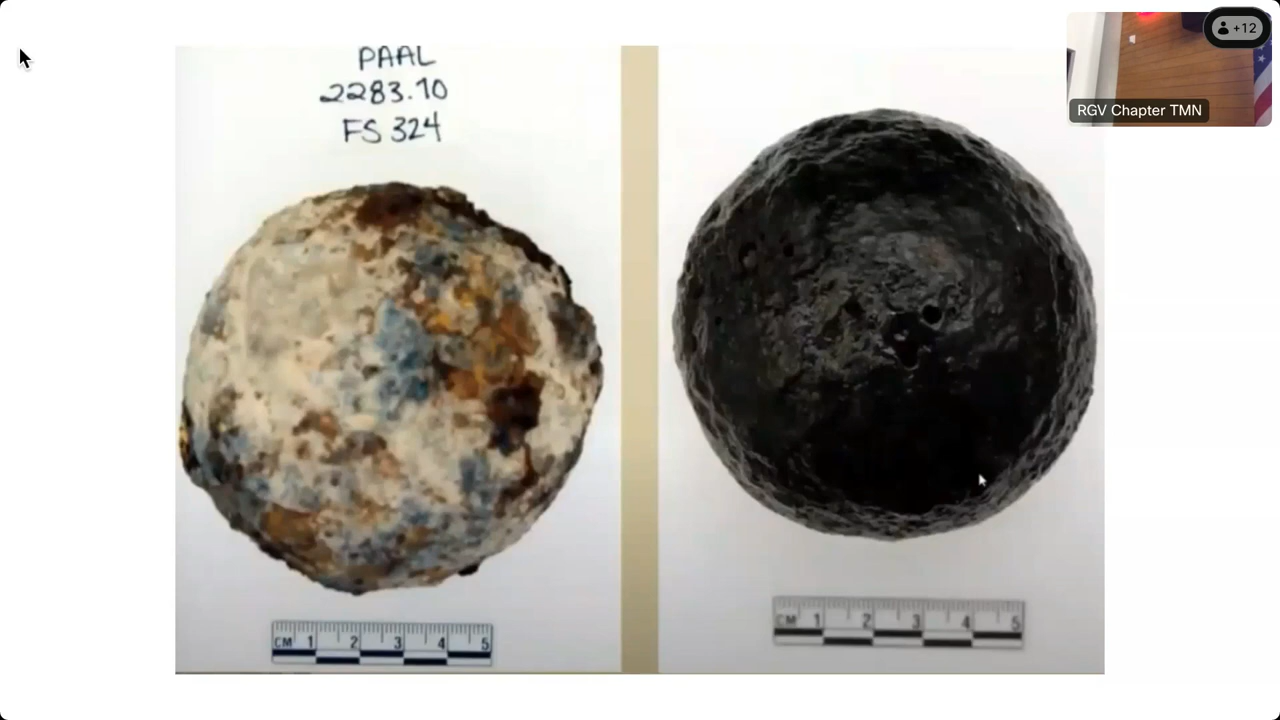 PAAL
2283.10
FS 324
CM 1 2 3 4 5
CM 1 2 3 4 5
+12
RGV Chapter TMN